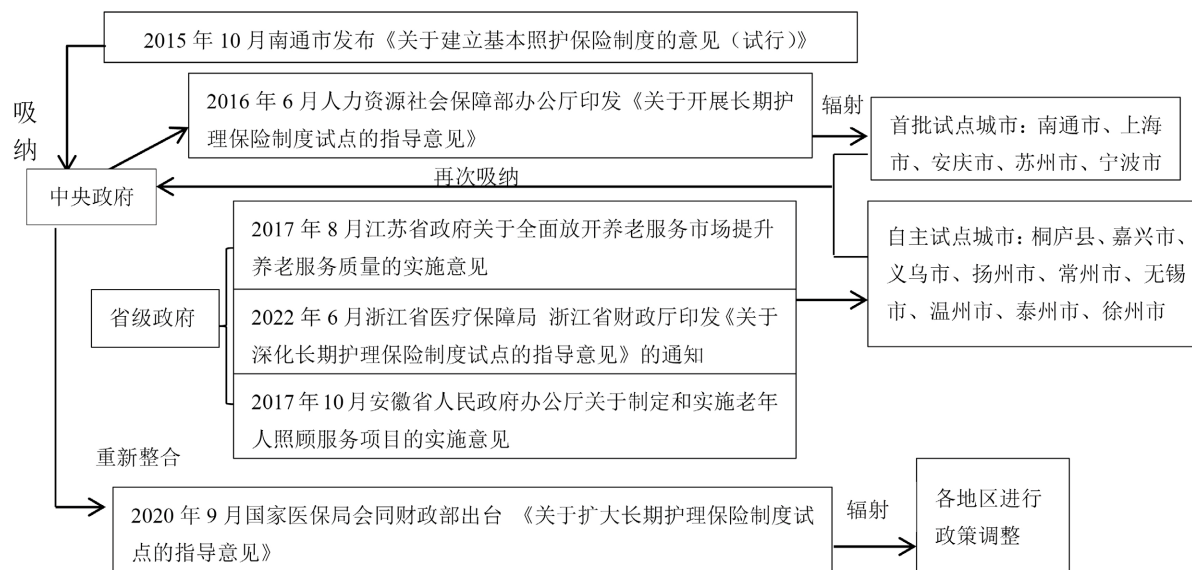 2015 年 10 月南通市发布《关于建立基本照护保险制度的意见（试行）》
吸
纳
2016 年 6 月人力资源社会保障部办公厅印发《关于开展长期护
理保险制度试点的指导意见》
辐射
首批试点城市：南通市、上海
市、安庆市、苏州市、宁波市
中央政府
再次吸纳
2017 年 8 月江苏省政府关于全面放开养老服务市场提升
养老服务质量的实施意见
自主试点城市：桐庐县、嘉兴市、
义乌市、扬州市、常州市、无锡
市、温州市、泰州市、徐州市
省级政府
2022 年 6 月浙江省医疗保障局 浙江省财政厅印发《关于
深化长期护理保险制度试点的指导意见》的通知
2017 年 10 月安徽省人民政府办公厅关于制定和实施老年
人照顾服务项目的实施意见
重新整合
2020 年 9 月国家医保局会同财政部出台 《关于扩大长期护理保险制度试
点的指导意见》
辐射
各地区进行
政策调整